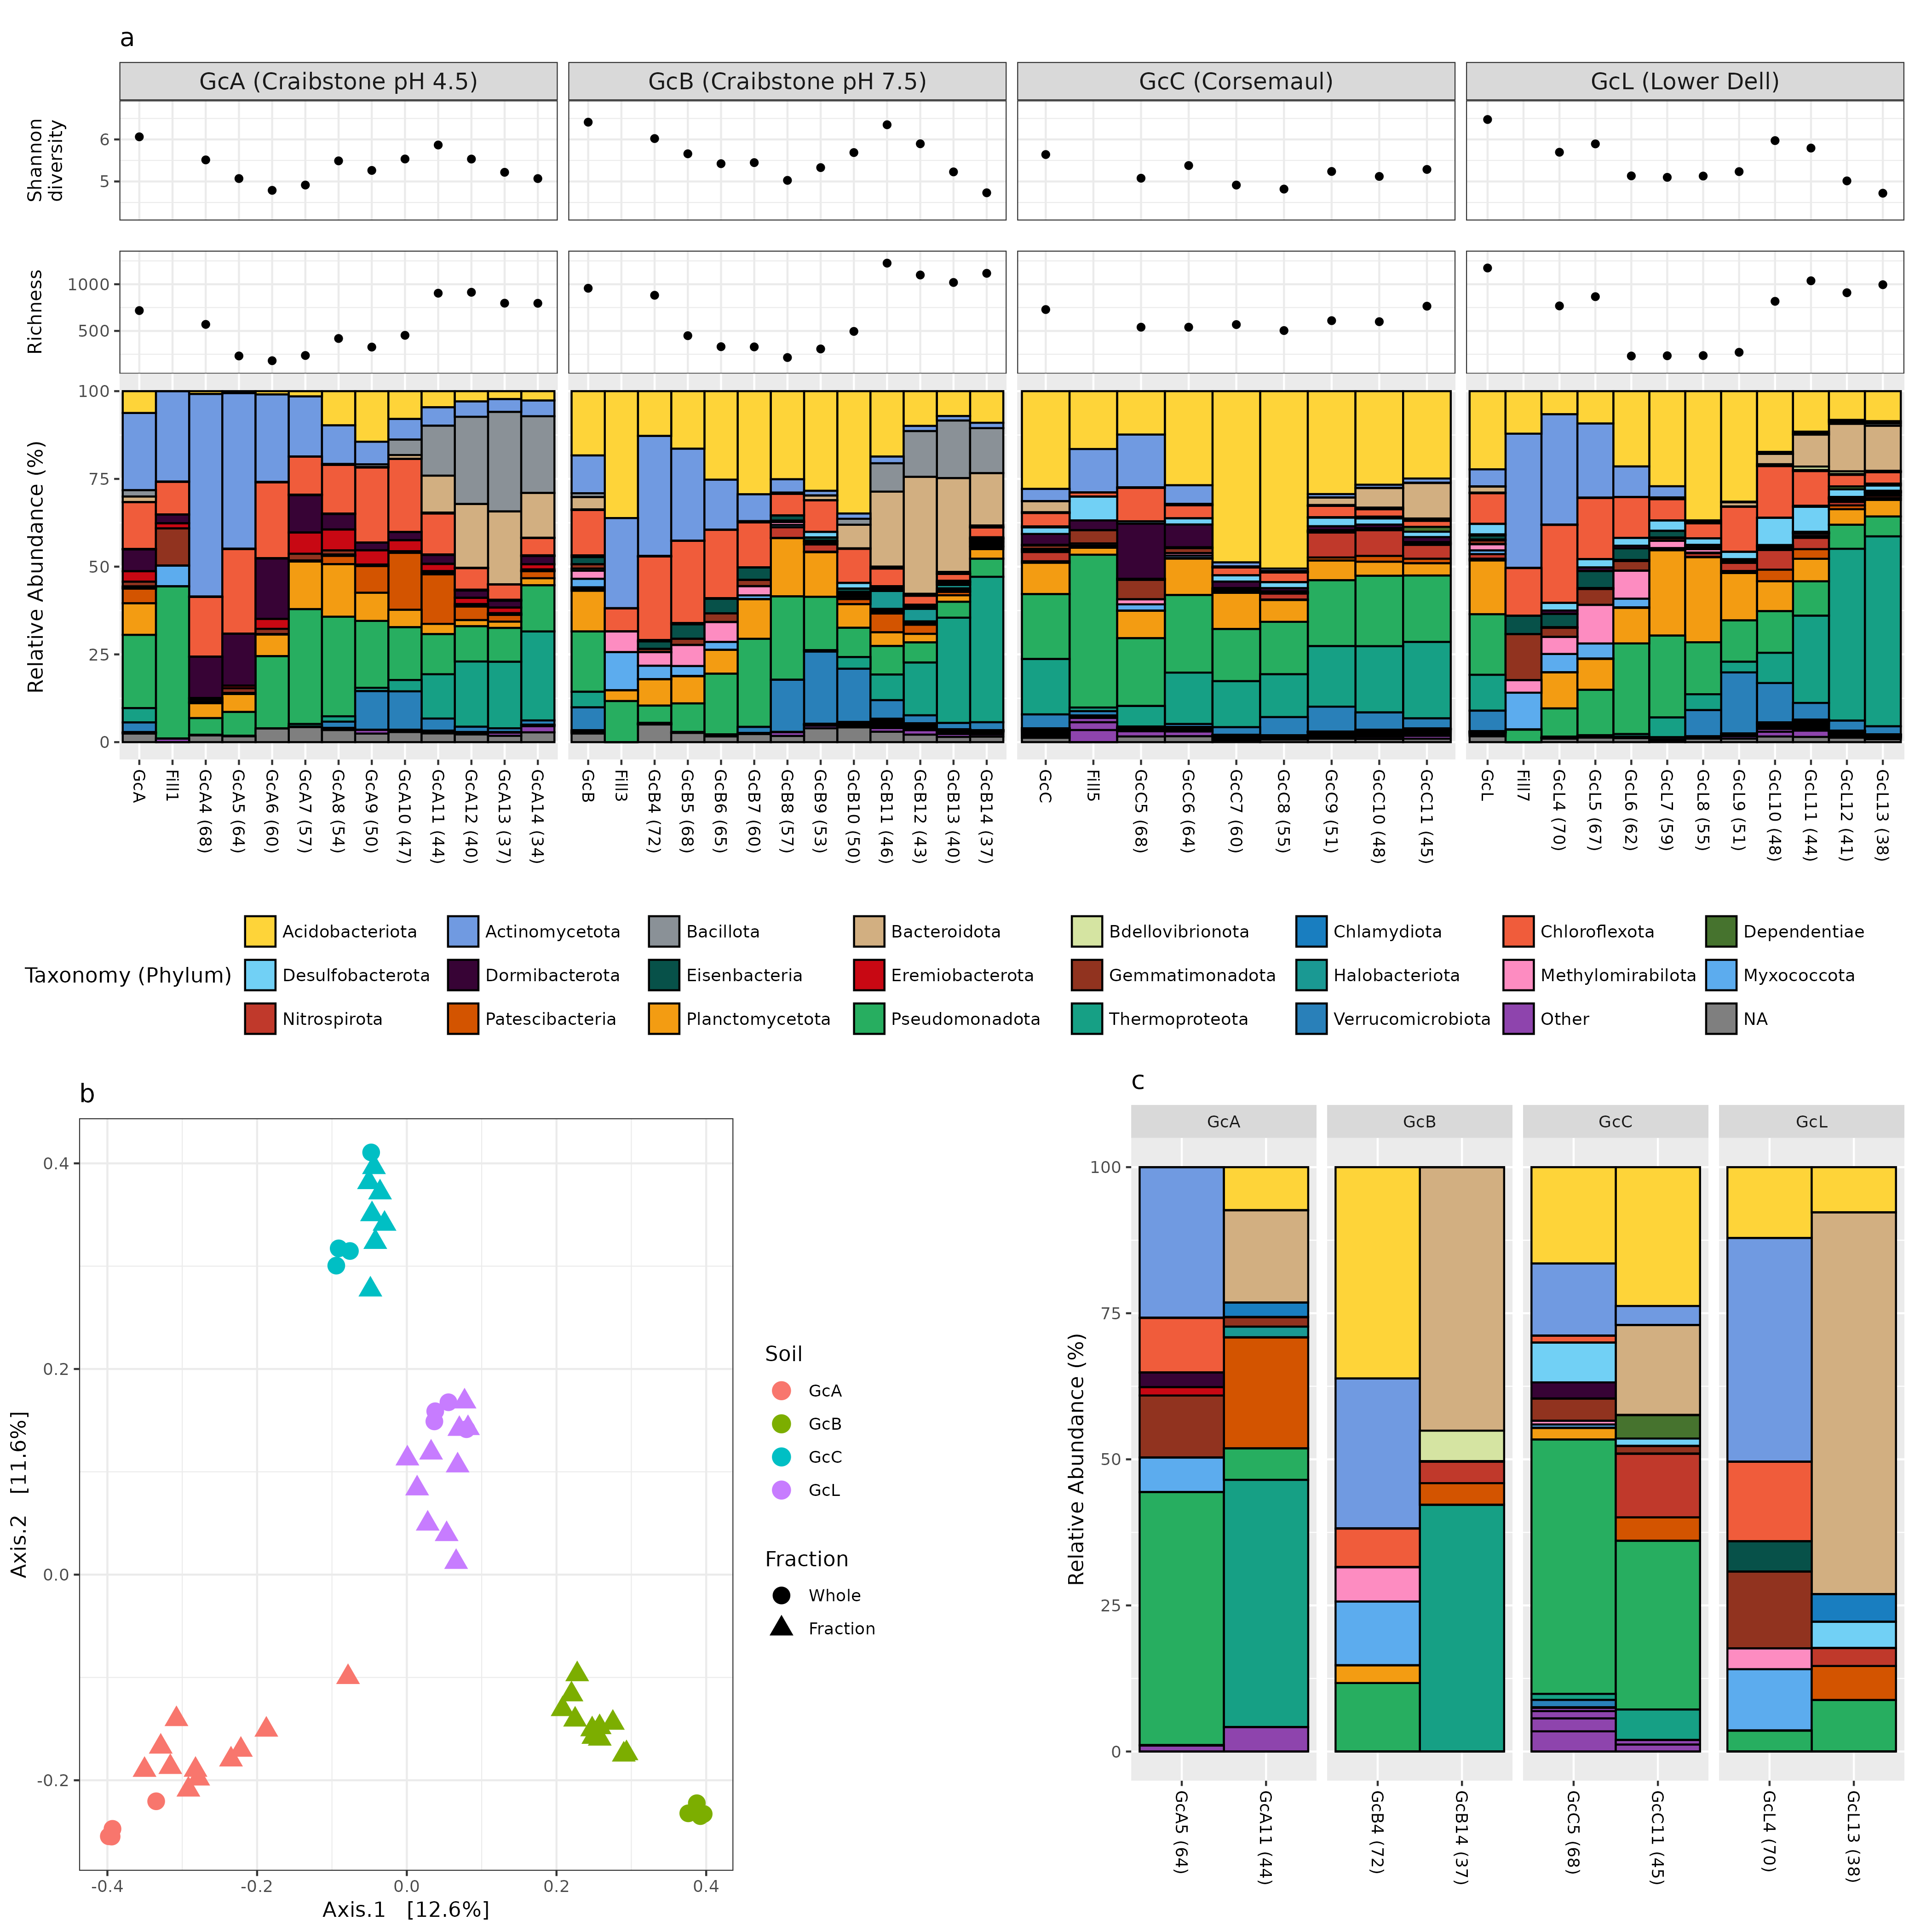 a
GcA (Craibstone pH 4.5)
GcB (Craibstone pH 7.5)
GcC (Corsemaul)
GcL (Lower Dell)
Shannon
diversity
6
5
Richness
1000
500
Relative Abundance (%)
100
75
50
25
0
GcA
Fill1
GcA4 (68)
GcA5 (64)
GcA6 (60)
GcA7 (57)
GcA8 (54)
GcA9 (50)
GcA10 (47)
GcA11 (44)
GcA12 (40)
GcA13 (37)
GcA14 (34)
GcB
Fill3
GcB4 (72)
GcB5 (68)
GcB6 (65)
GcB7 (60)
GcB8 (57)
GcB9 (53)
GcB10 (50)
GcB11 (46)
GcB12 (43)
GcB13 (40)
GcB14 (37)
GcC
Fill5
GcC5 (68)
GcC6 (64)
GcC7 (60)
GcC8 (55)
GcC9 (51)
GcC10 (48)
GcC11 (45)
GcL
Fill7
GcL4 (70)
GcL5 (67)
GcL6 (62)
GcL7 (59)
GcL8 (55)
GcL9 (51)
GcL10 (48)
GcL11 (44)
GcL12 (41)
GcL13 (38)
Taxonomy (Phylum)
Acidobacteriota Actinomycetota Bacillota Bacteroidota Bdellovibrionota Chlamydiota Chloroflexota Dependentiae
Desulfobacterota Dormibacterota Eisenbacteria Eremiobacterota Gemmatimonadota Halobacteriota Methylomirabilota Myxococcota
Nitrospirota Patescibacteria Planctomycetota Pseudomonadota Thermoproteota Verrucomicrobiota Other NA
b
0.4
0.2
0.0
-0.2
Axis.2 [11.6%]
-0.4
-0.2
0.0
0.2
0.4
Axis.1 [12.6%]
Soil
GcA
GcB
GcC
GcL
Fraction
Whole
Fraction
c
GcA
GcB
GcC
GcL
Relative Abundance (%)
100
75
50
25
0
GcA5 (64)
GcA11 (44)
GcB4 (72)
GcB14 (37)
GcC5 (68)
GcC11 (45)
GcL4 (70)
GcL13 (38)